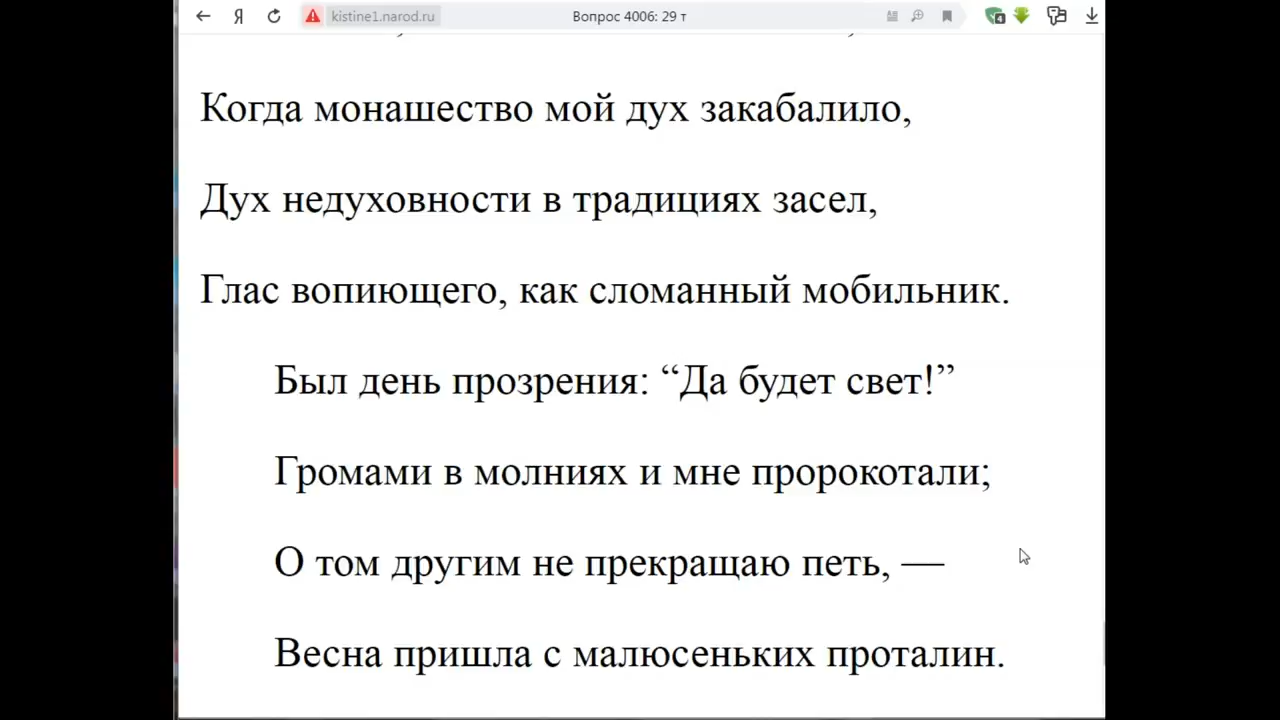 Я
kistine1.narod.ru
Вопрос 4006: 29 т
4
Когда монашество мой дух закабалило,
Дух недуховности в традициях засел,
Глас вопиющего, как сломанный мобильник.
Был день прозрения: “Да будет свет!”
Громами в молниях и мне пророкотали;
О том другим не прекращаю петь, —
Весна пришла с малюсеньких проталин.